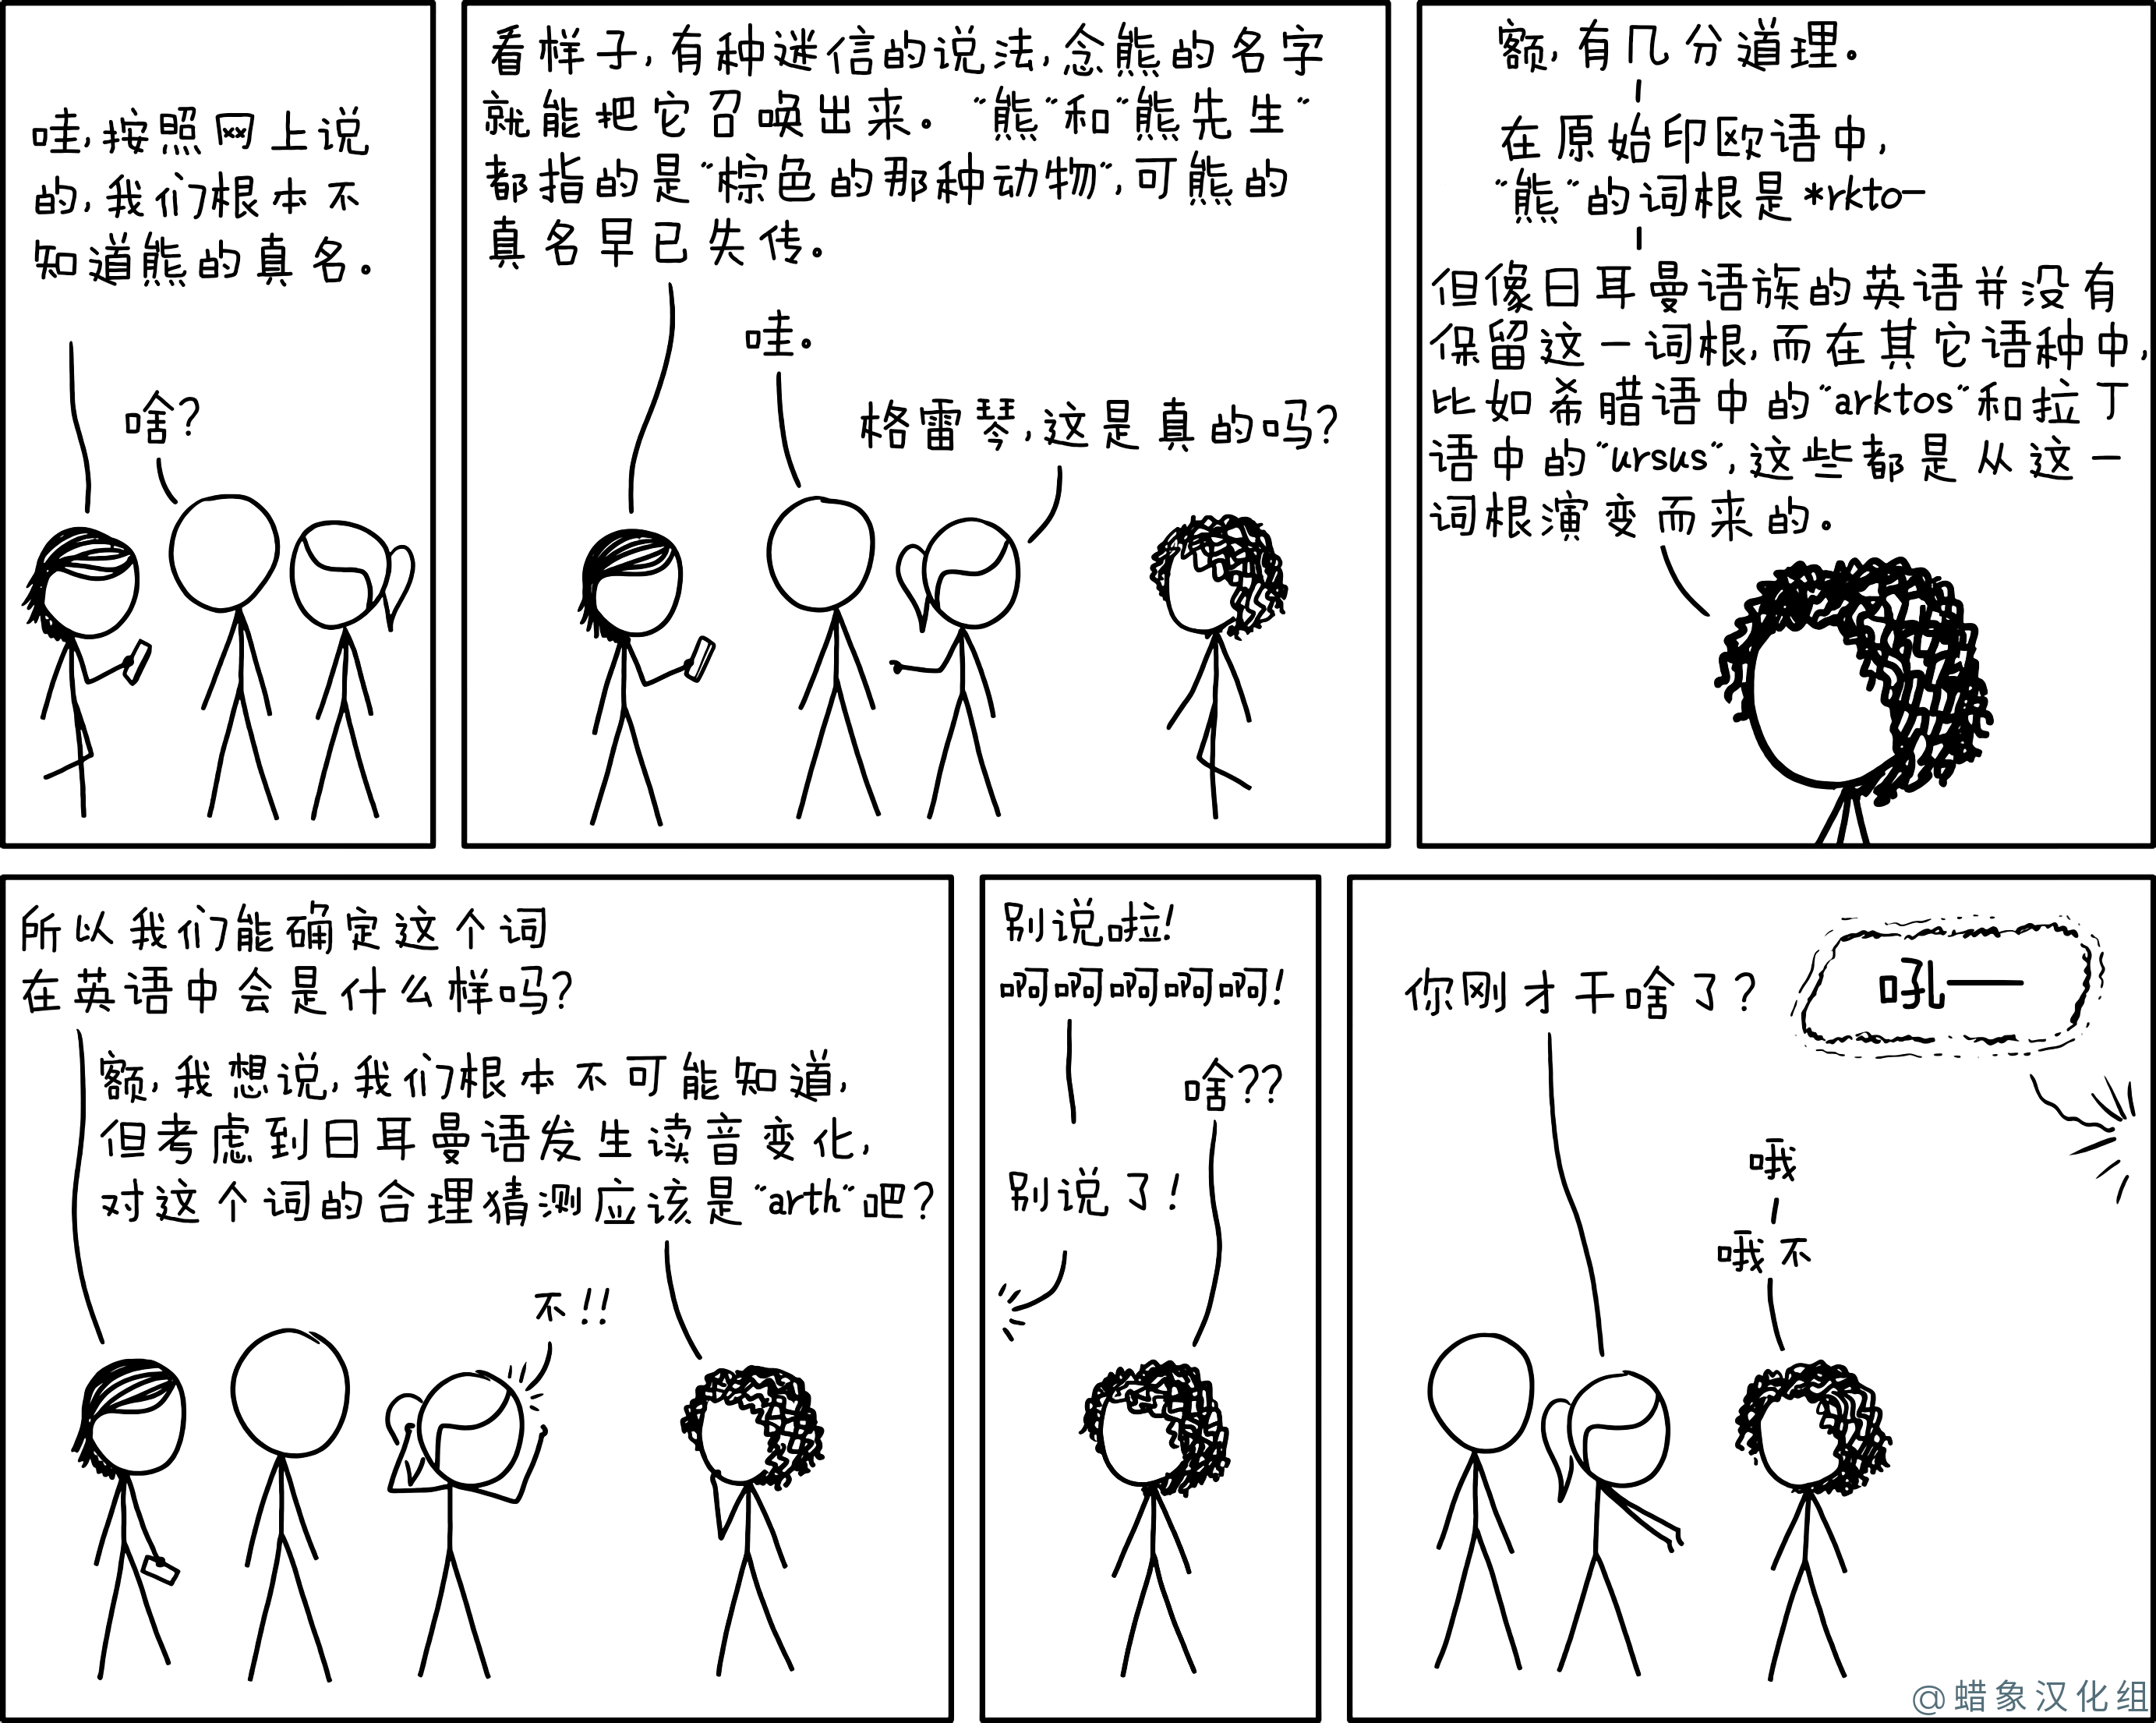 哇,按照网上说
的,我们根本不
知道熊的真名。
啥?
看样子,有种迷信的说法,念熊的名字
就能把它召唤出来。“熊”和“熊先生”
都指的是“棕色的那种动物”,可熊的
真名早已失传。
哇。
格雷琴,这是真的吗?
额,有几分道理。
在原始印欧语中,
“熊”的词根是*rkto-
但像日耳曼语族的英语并没有
保留这一词根,而在其它语种中,
比如希腊语中的“arktos”和拉丁
语中的“ursus”,这些都是从这一
词根演变而来的。
所以我们能确定这个词
在英语中会是什么样吗?
额,我想说,我们根本不可能知道,
但考虑到日耳曼语发生读音变化,
对这个词的合理猜测应该是“arth”吧?
不!!
别说啦!
啊啊啊啊啊!
啥??
别说了!
你刚才干啥了?
吼一
哦
哦不
@蜡象汉化组